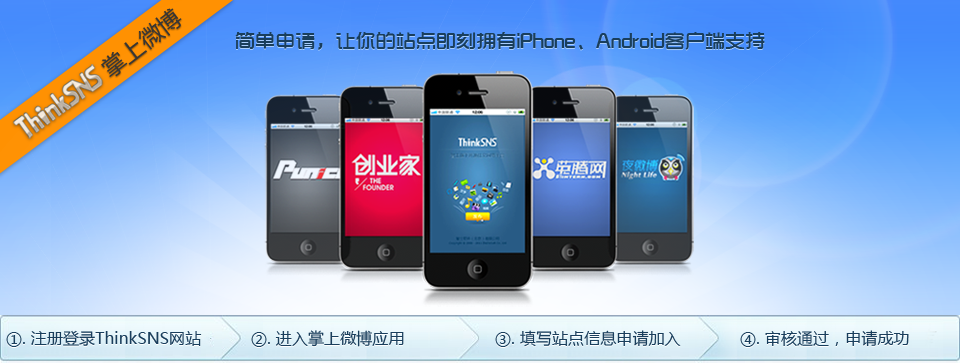 ThinkSNS 掌上微博
简单申请，让你的站点即刻拥有iPhone、Android客户端支持
创业家
THE
FOUNDER
ThinkSNS
夜微博
Night Life
①. 注册登录ThinkSNS网站
②. 进入掌上微博应用
③. 填写站点信息申请加入
④. 审核通过，申请成功